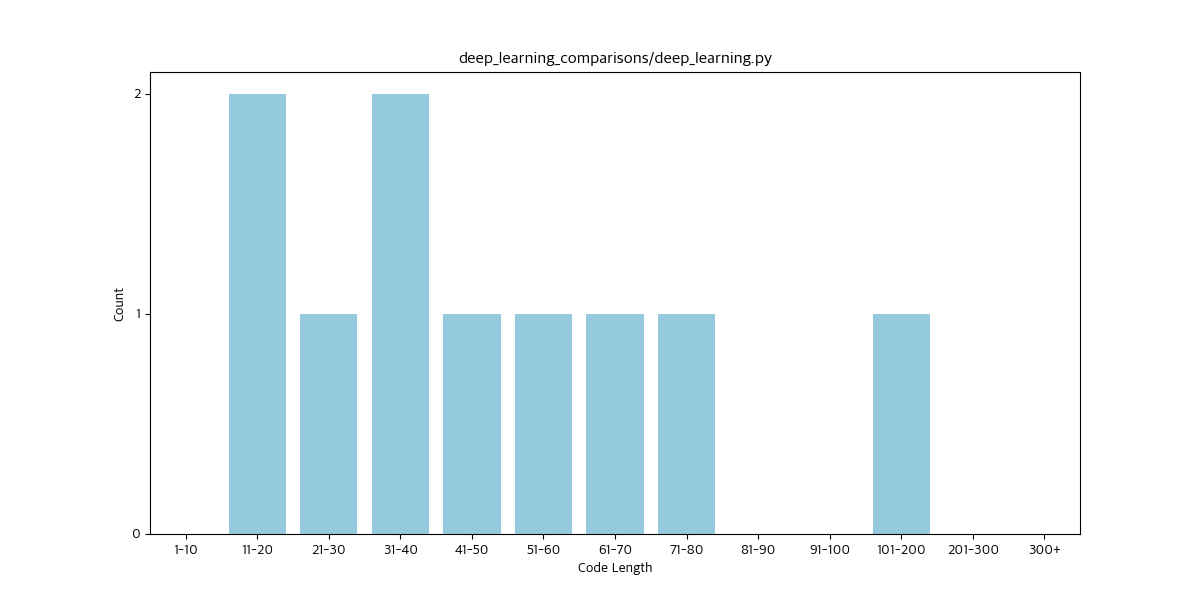 deep_learning_comparisons/deep_learning.py
Count
2
1
0
1-10 11-20 21-30 31-40 41-50 51-60 61-70 71-80 81-90 91-100 101-200 201-300 300+
Code Length